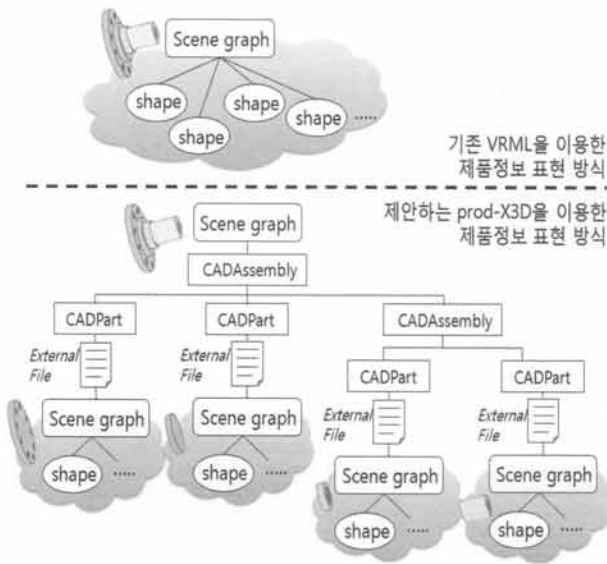 Scene graph
shape
shape
shape
shape
.....
기존 VRML을 이용한
제품정보 표현 방식
제안하는 prod-X3D을 이용한
제품정보 표현 방식
Scene graph
CADAssembly
CADPart
CADPart
CADAssembly
External
File
External
File
CADPart
CADPart
External
File
External
File
Scene graph
Scene graph
shape
.....
shape
.....
Scene graph
Scene graph
shape
.....
shape
.....